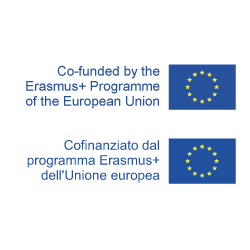 Co-funded by the
Erasmus+ Programme
of the European Union
Cofinanziato dal
programma Erasmus+
dell'Unione europea